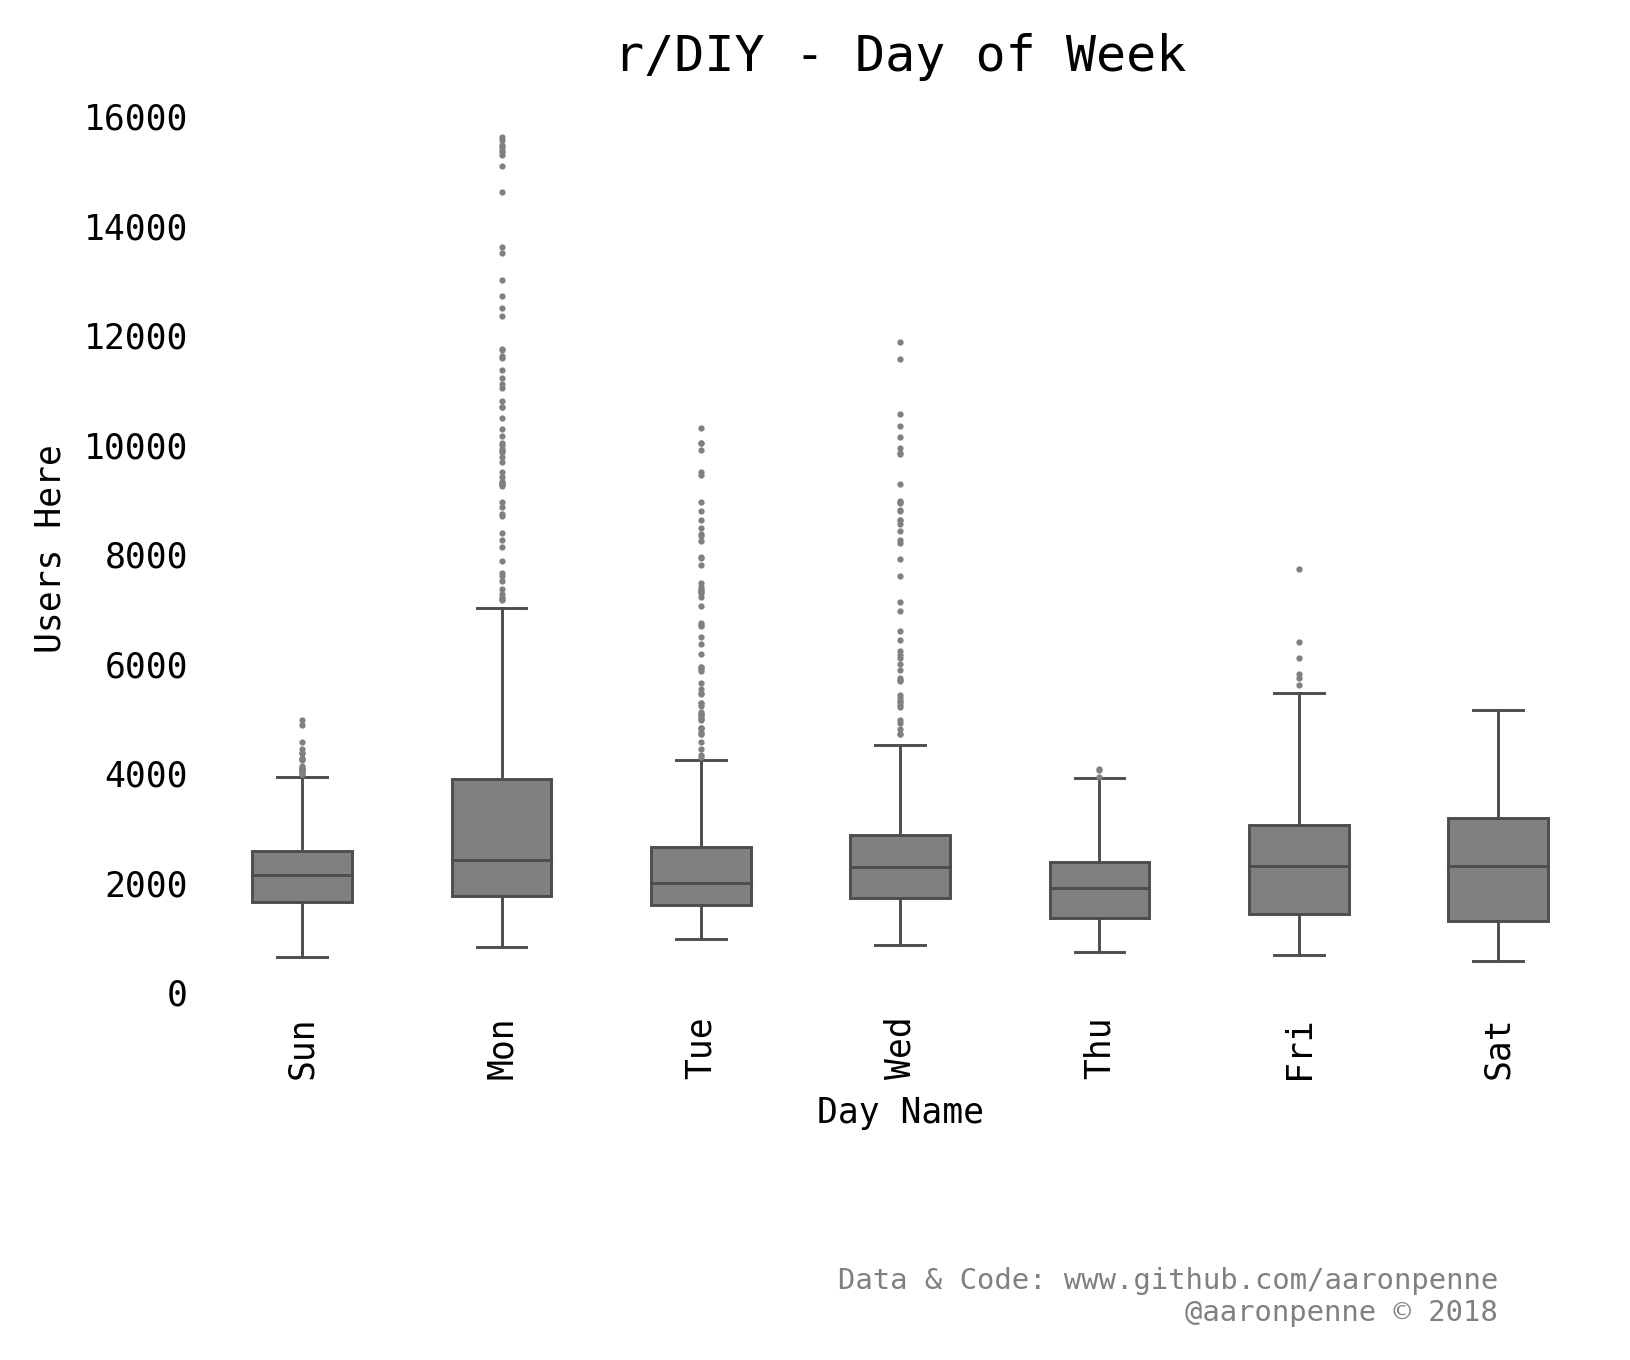 r/DIY - Day of Week
16000
14000
12000
10000
8000
6000
4000
2000
0
Users Here
Sun
Mon
Tue
Wed
Thu
Fri
Sat
Day Name
Data & Code: www.github.com/aaronpenne
@aaronpenne © 2018